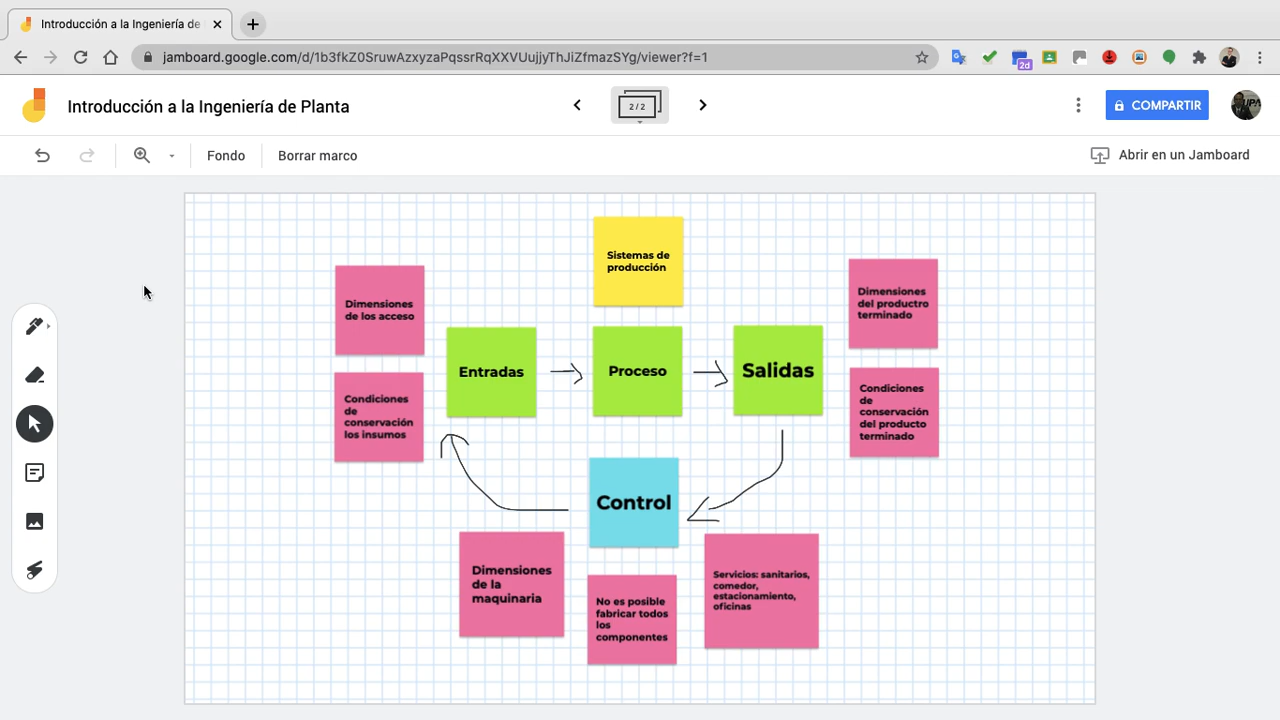 Introducción a la Ingeniería de
jamboard.google.com/d/1b3fkZ0SruwAzxyzaPqssrRqXXVUujjyThJiZfmazSYg/viewer?f=1
2d
Introducción a la Ingeniería de Planta
2 / 2
COMPARTIR
Fondo
Borrar marco
Abrir en un Jamboard
Sistemas de
producción
Dimensiones
de los acceso
Dimensiones
del productro
terminado
Entradas
Proceso
Salidas
Condiciones
de
conservación
los insumos
Condiciones
de
conservación
del producto
terminado
Control
Dimensiones
de la
maquinaria
No es posible
fabricar todos
los
componentes
Servicios: sanitarios,
comedor,
estacionamiento,
oficinas